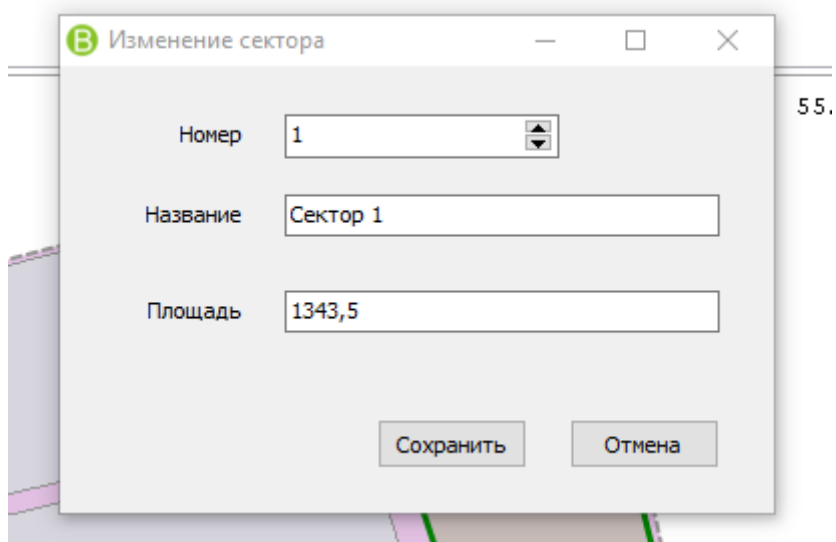 B Изменение сектора
55.
Номер 1
Название Сектор 1
Площадь 1343,5
Сохранить Отмена